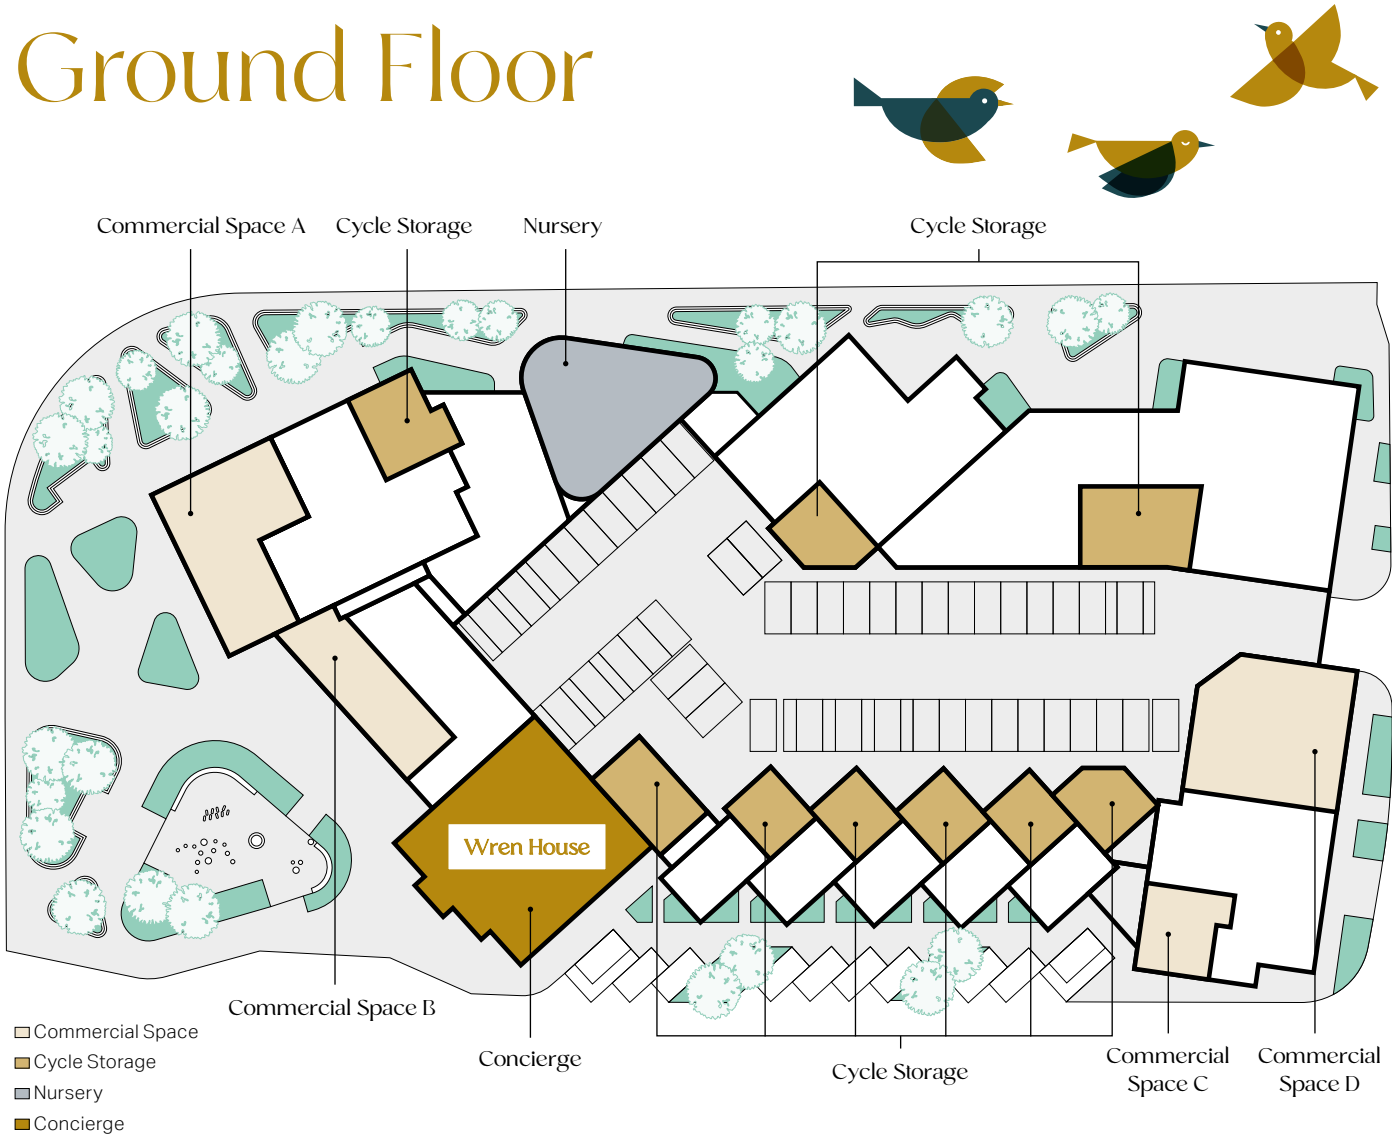 Ground Floor
Commercial Space A
Cycle Storage
Nursery
Cycle Storage
Wren House
Commercial Space B
Concierge
Cycle Storage
Commercial
Space C
Commercial
Space D
Commercial Space
Cycle Storage
Nursery
Concierge